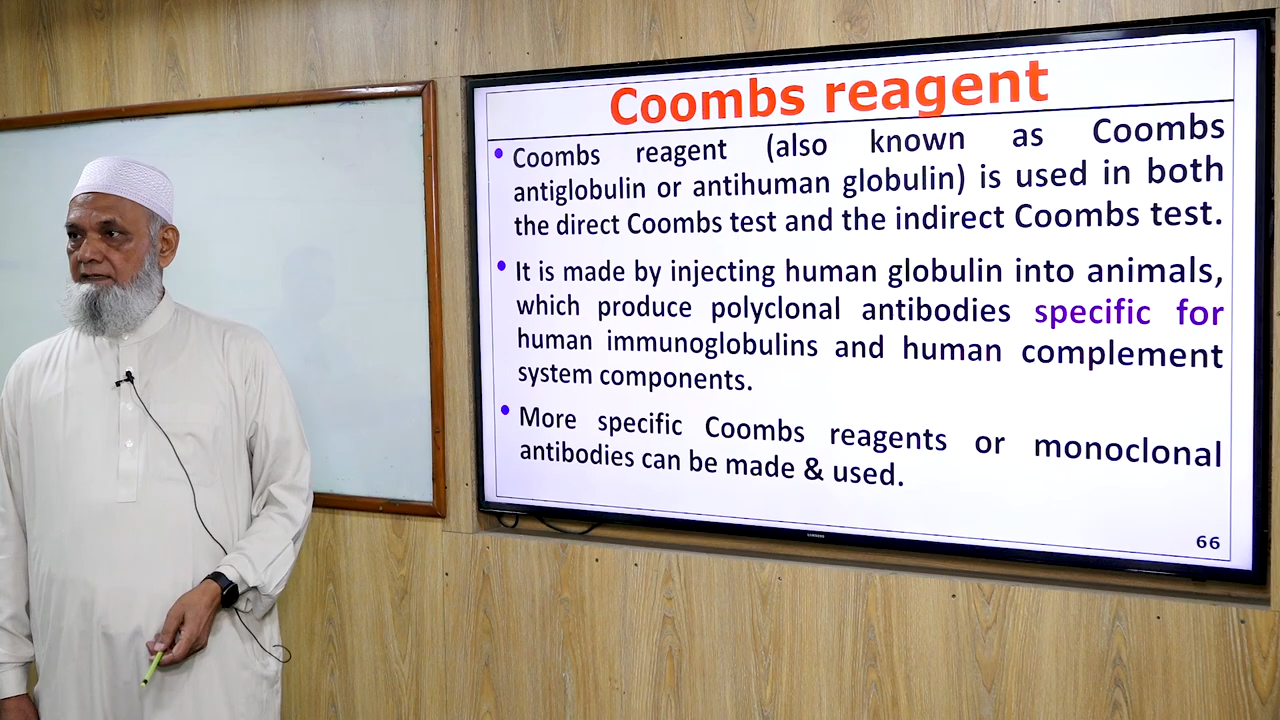 Coombs reagent
• Coombs reagent (also known as Coombs
antiglobulin or antihuman globulin) is used in both
the direct Coombs test and the indirect Coombs test.
• It is made by injecting human globulin into animals,
which produce polyclonal antibodies specific for
human immunoglobulins and human complement
system components.
• More specific Coombs reagents or monoclonal
antibodies can be made & used.
66
SAMSUNG